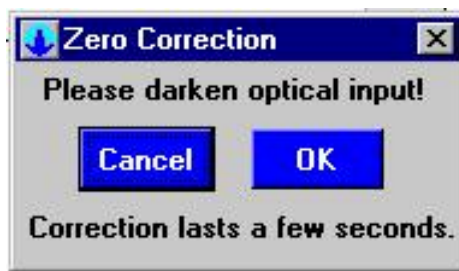 Zero Correction
Please darken optical input!
Cancel OK
Correction lasts a few seconds.